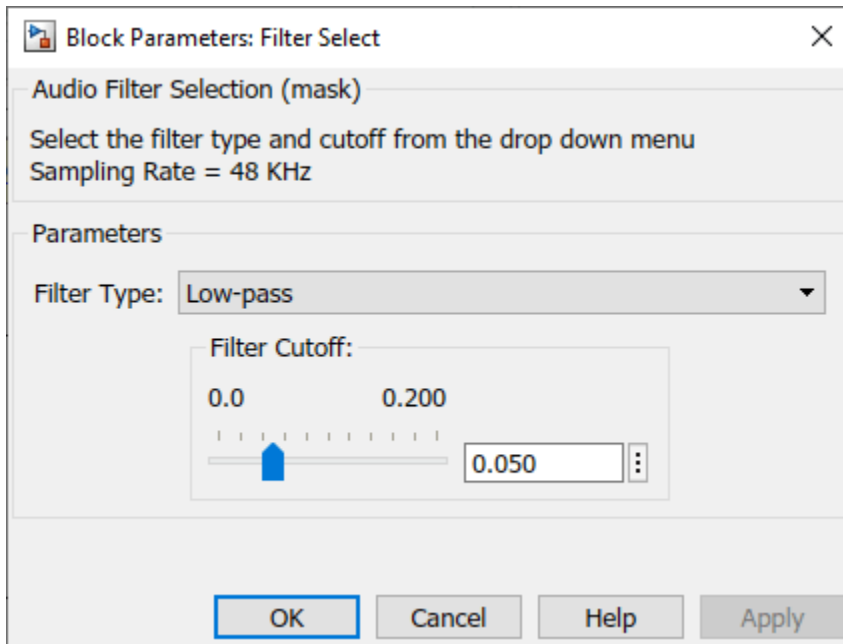 Block Parameters: Filter Select
Audio Filter Selection (mask)
Select the filter type and cutoff from the drop down menu
Sampling Rate = 48 KHz
Parameters
Filter Type: Low-pass
Filter Cutoff:
0.0 0.200
0.050
OK Cancel Help Apply